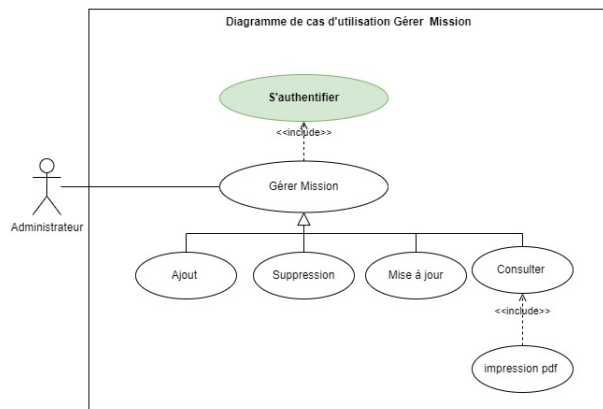 Diagramme de cas d'utilisation Gérer Mission
S'authentifier
<<include>>
Gérer Mission
Administrateur
Ajout
Suppression
Mise à jour
Consulter
<<include>>
impression pdf